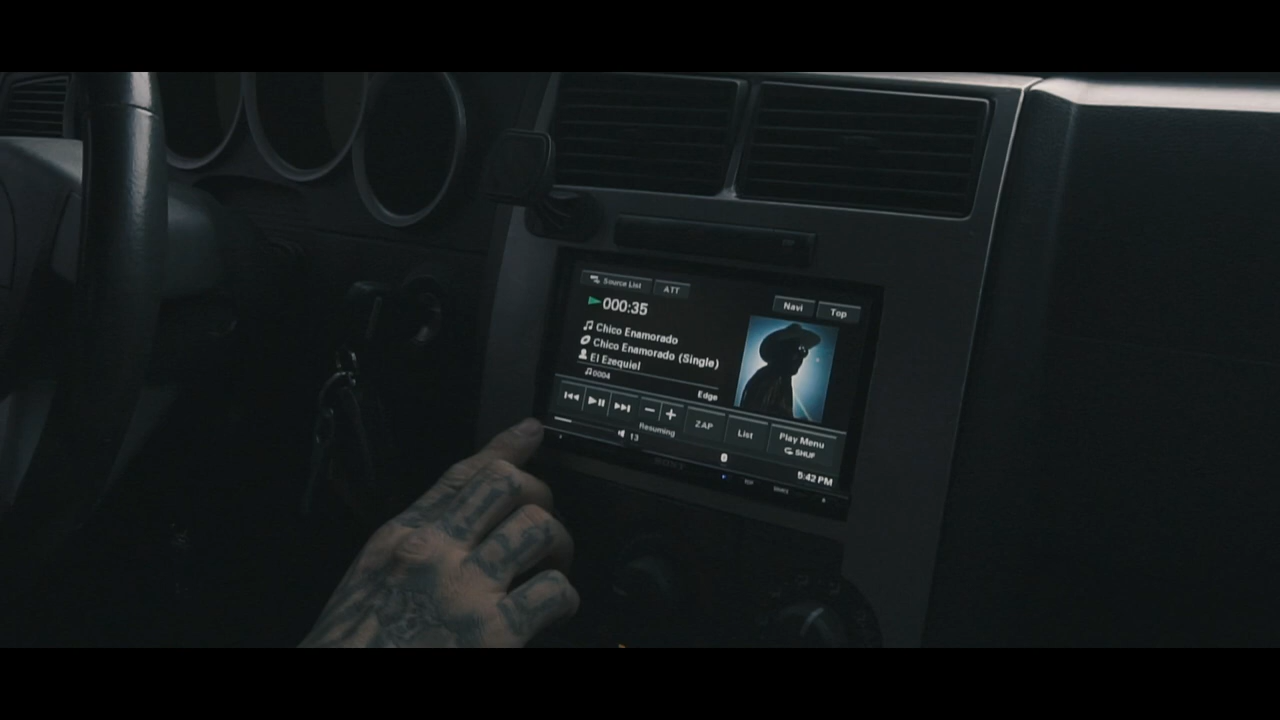 Source List
ATT
Navi
Top
000:35
Chico Enamorado
Chico Enamorado (Single)
El Ezequiel
0004
Edge
ZAP
List
Play Menu
SHUF
Resuming
13
5:42 PM
SONY